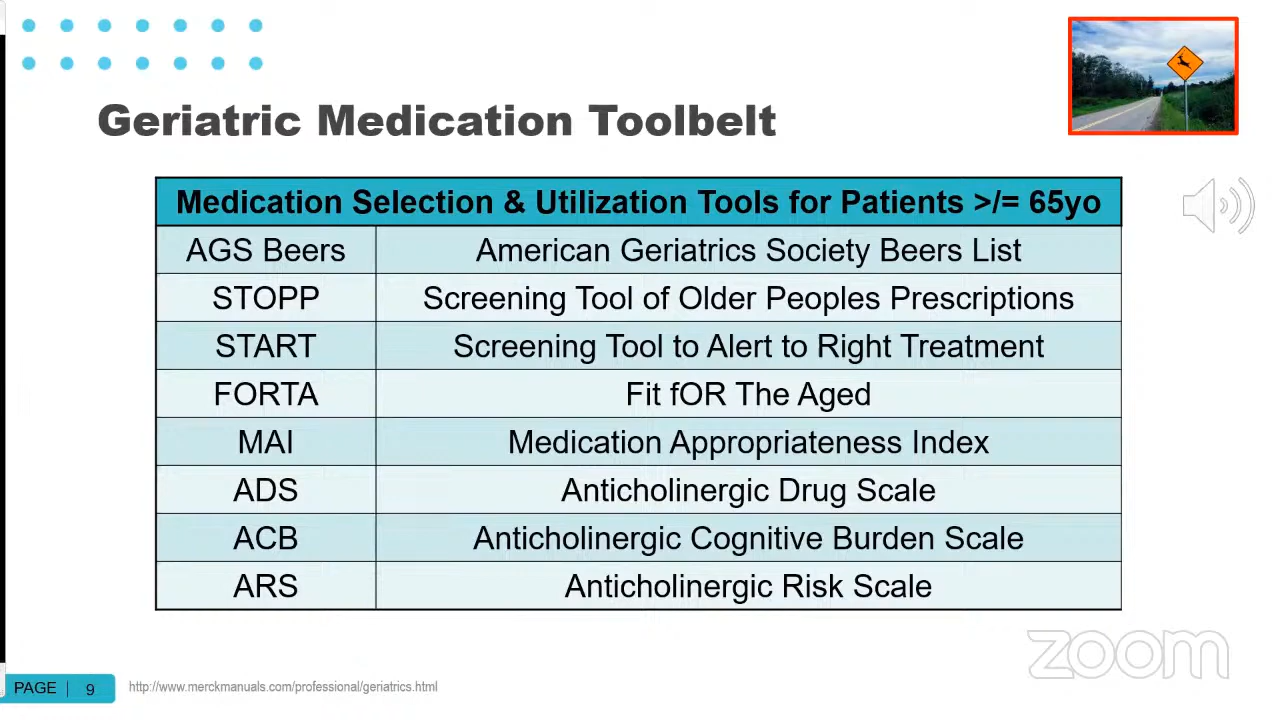 Geriatric Medication Toolbelt
Medication Selection & Utilization Tools for Patients >/= 65yo
AGS Beers American Geriatrics Society Beers List
STOPP Screening Tool of Older Peoples Prescriptions
START Screening Tool to Alert to Right Treatment
FORTA Fit fOR The Aged
MAI Medication Appropriateness Index
ADS Anticholinergic Drug Scale
ACB Anticholinergic Cognitive Burden Scale
ARS Anticholinergic Risk Scale
zoom
PAGE | 9 http://www.merckmanuals.com/professional/geriatrics.html